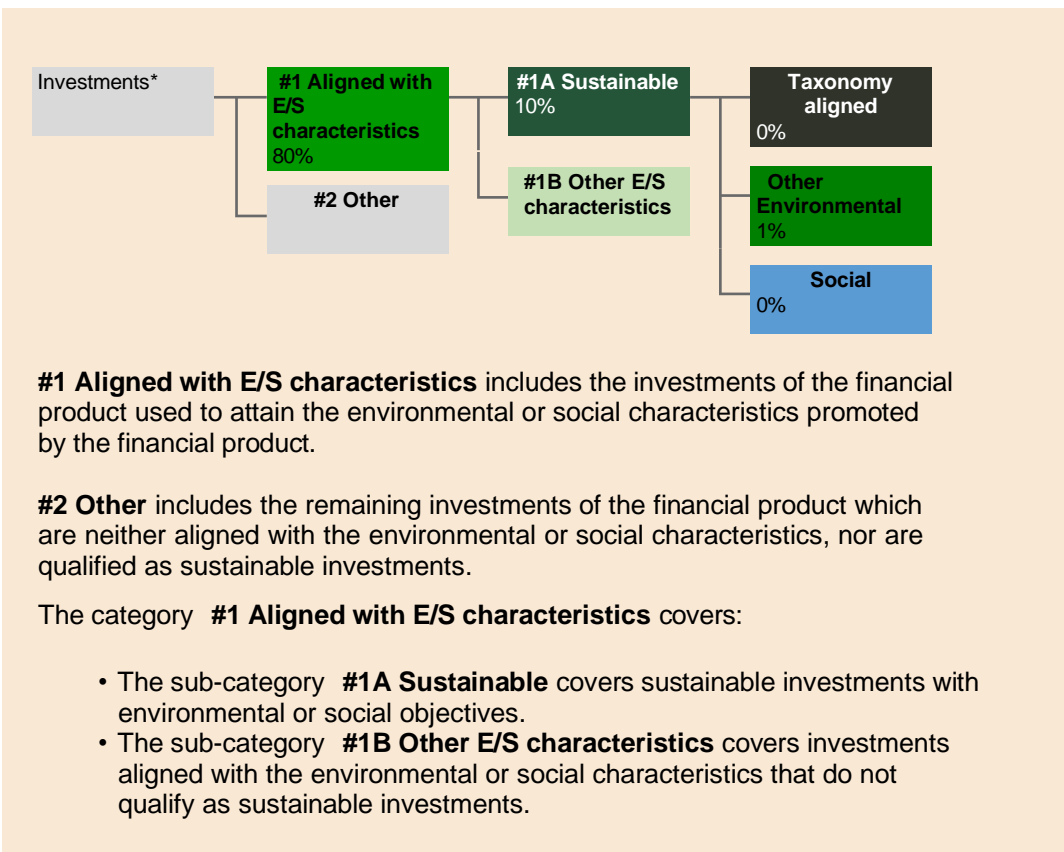 Investments*
#1 Aligned with
E/S
characteristics
80%
#2 Other
#1A Sustainable
10%
#1B Other E/S
characteristics
Taxonomy
aligned
0%
Other
Environmental
1%
Social
0%
#1 Aligned with E/S characteristics includes the investments of the financial
product used to attain the environmental or social characteristics promoted
by the financial product.
#2 Other includes the remaining investments of the financial product which
are neither aligned with the environmental or social characteristics, nor are
qualified as sustainable investments.
The category #1 Aligned with E/S characteristics covers:
• The sub-category #1A Sustainable covers sustainable investments with
environmental or social objectives.
• The sub-category #1B Other E/S characteristics covers investments
aligned with the environmental or social characteristics that do not
qualify as sustainable investments.